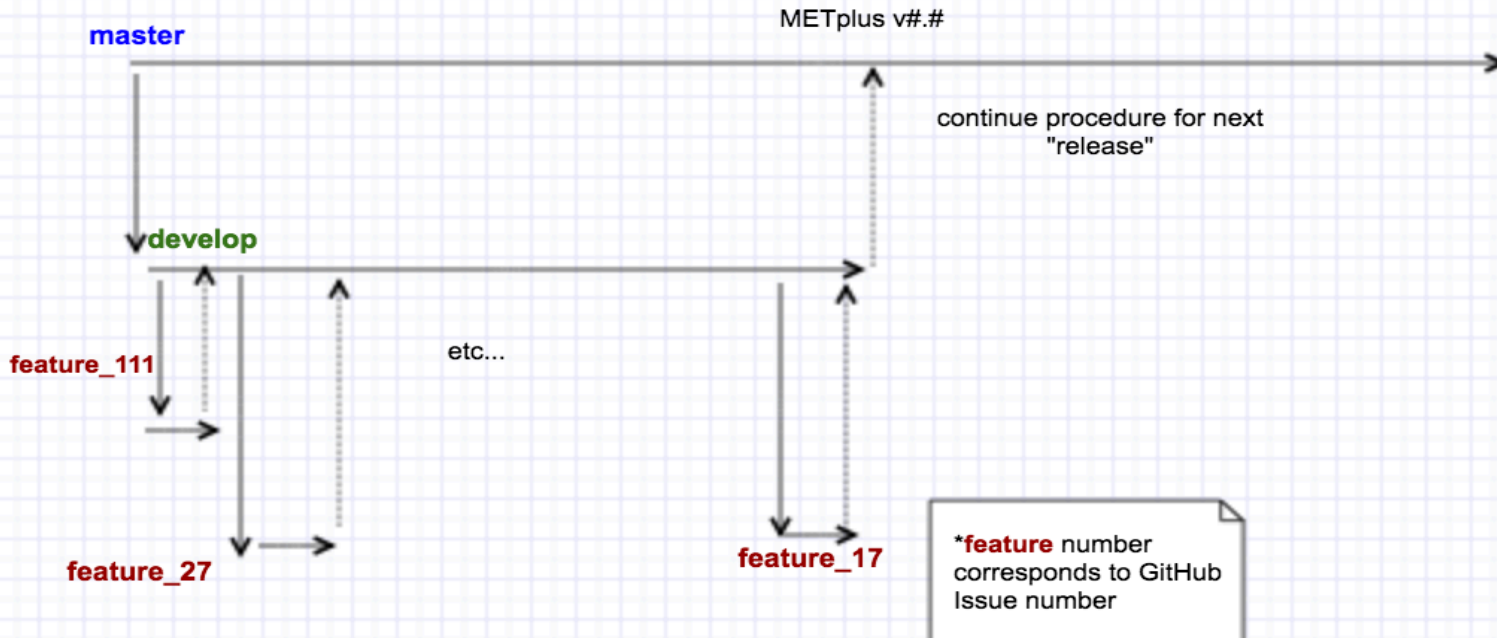 METplus v#.#
master
continue procedure for next
"release"
develop
etc...
feature_111
feature_27
feature_17
*feature number
corresponds to GitHub
Issue number